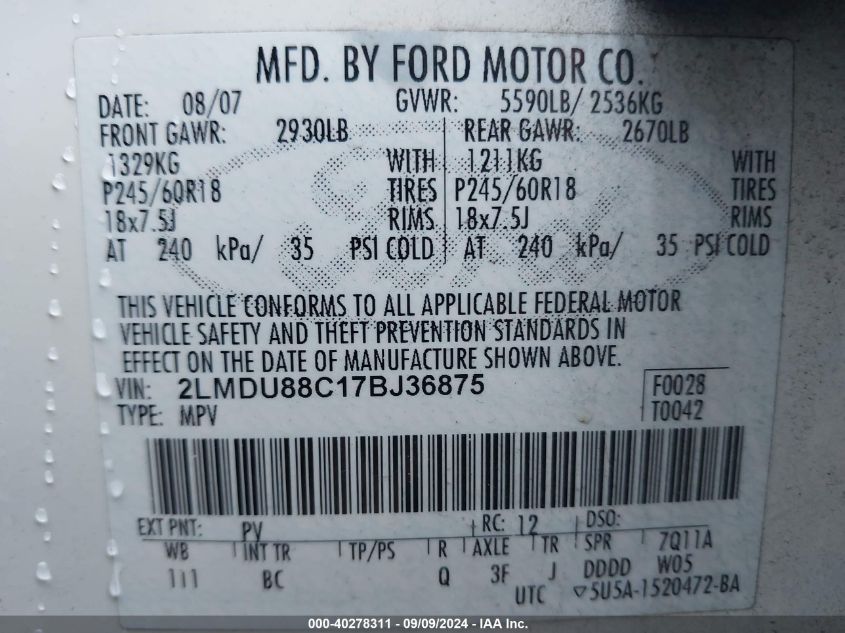 MFD. BY FORD MOTOR CO.
DATE: 08/07 GVWR: 5590LB/ 2536KG
FRONT GAWR: 2930LB REAR GAWR: 2670LB
1329KG WITH 1211KG WITH
P245/60R18 TIRES P245/60R18 TIRES
18x7.5J RIMS 18x7.5J RIMS
AT 240 kPa/ 35 PSI COLD AT 240 kPa/ 35 PSI COLD
THIS VEHICLE CONFORMS TO ALL APPLICABLE FEDERAL MOTOR
VEHICLE SAFETY AND THEFT PREVENTION STANDARDS IN
EFFECT ON THE DATE OF MANUFACTURE SHOWN ABOVE.
VIN: 2LMDU88C17BJ36875 F0028
TYPE: MPV T0042
EXT PNT: PV RC: 12 DSO:
WB INT TR TP/PS R AXLE TR SPR 7Q11A
111 BC Q 3F J DDDD W05
UTC ▽5U5A-1520472-BA
000-40278311 - 09/09/2024 - IAA Inc.